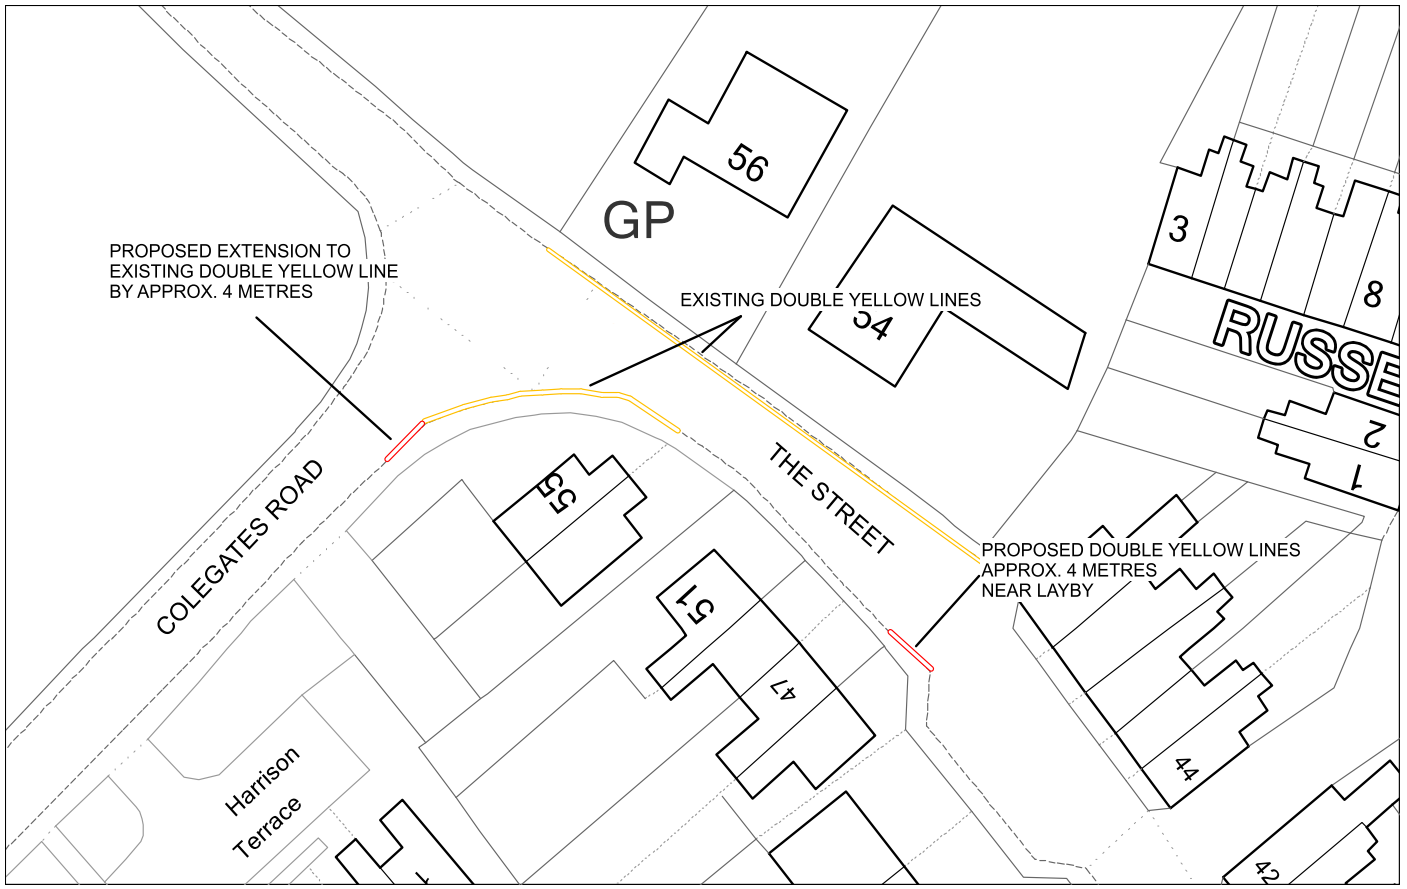 56
GP
3
8
PROPOSED EXTENSION TO
EXISTING DOUBLE YELLOW LINE
BY APPROX. 4 METRES
EXISTING DOUBLE YELLOW LINES
54
RUSSE
2
1
THE STREET
COLEGATES ROAD
55
PROPOSED DOUBLE YELLOW LINES
APPROX. 4 METRES
NEAR LAYBY
51
47
44
Harrison
Terrace
1
42